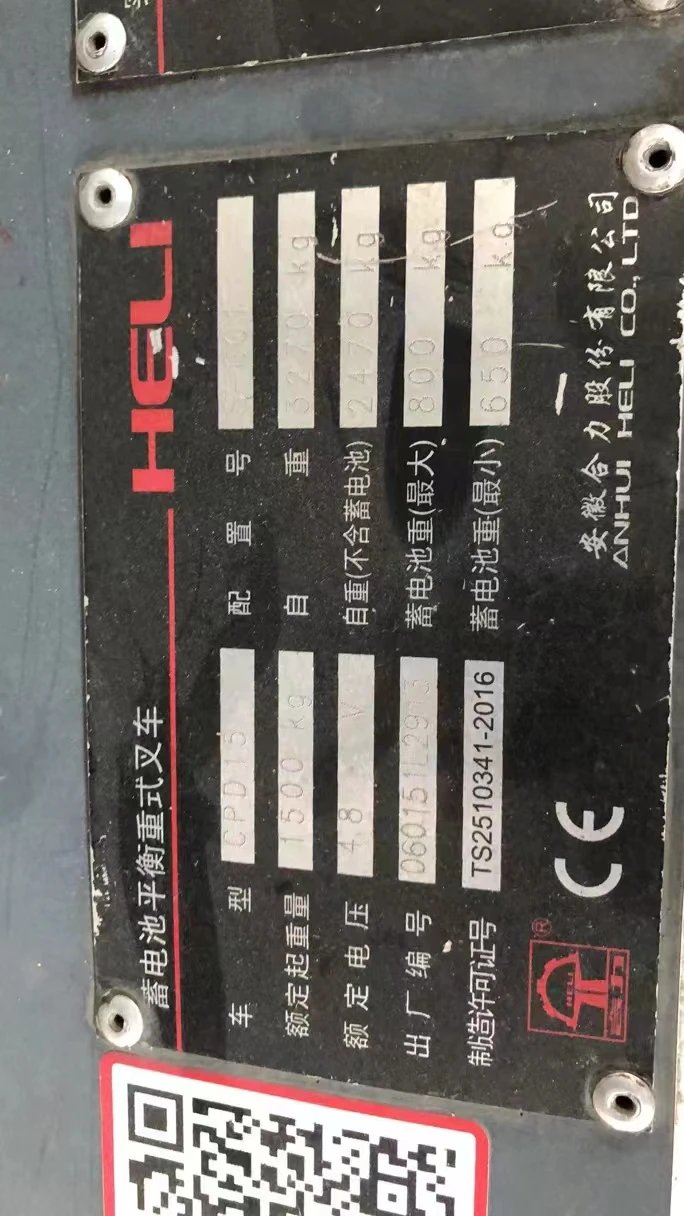 蓄电池平衡重式叉车 HELI
车型 CPD15 配置号
额定起重量 1500 kg 自重 3270 kg
额定电压 48 V 自重(不含蓄电池) 2470 kg
出厂编号 060151L2973 蓄电池重(最大) 800 kg
制造许可证号 TS2510341-2016 蓄电池重(最小) 650 kg
HELI
合力
®
CE
安徽合力股份有限公司
ANHUI HELI CO., LTD